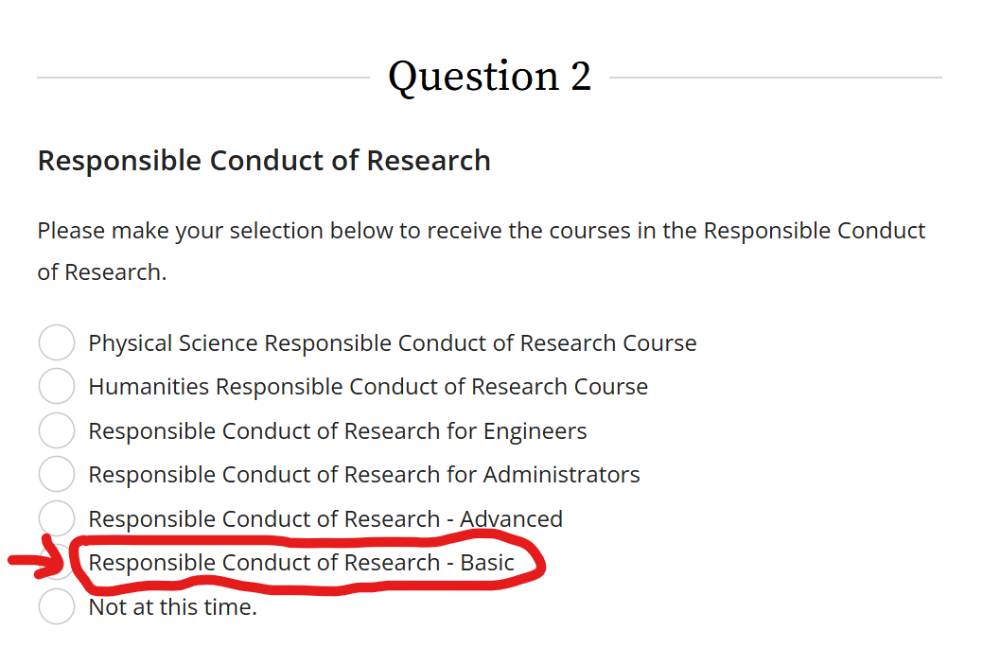 Question 2
Responsible Conduct of Research
Please make your selection below to receive the courses in the Responsible Conduct
of Research.
Physical Science Responsible Conduct of Research Course
Humanities Responsible Conduct of Research Course
Responsible Conduct of Research for Engineers
Responsible Conduct of Research for Administrators
Responsible Conduct of Research - Advanced
Responsible Conduct of Research - Basic
Not at this time.